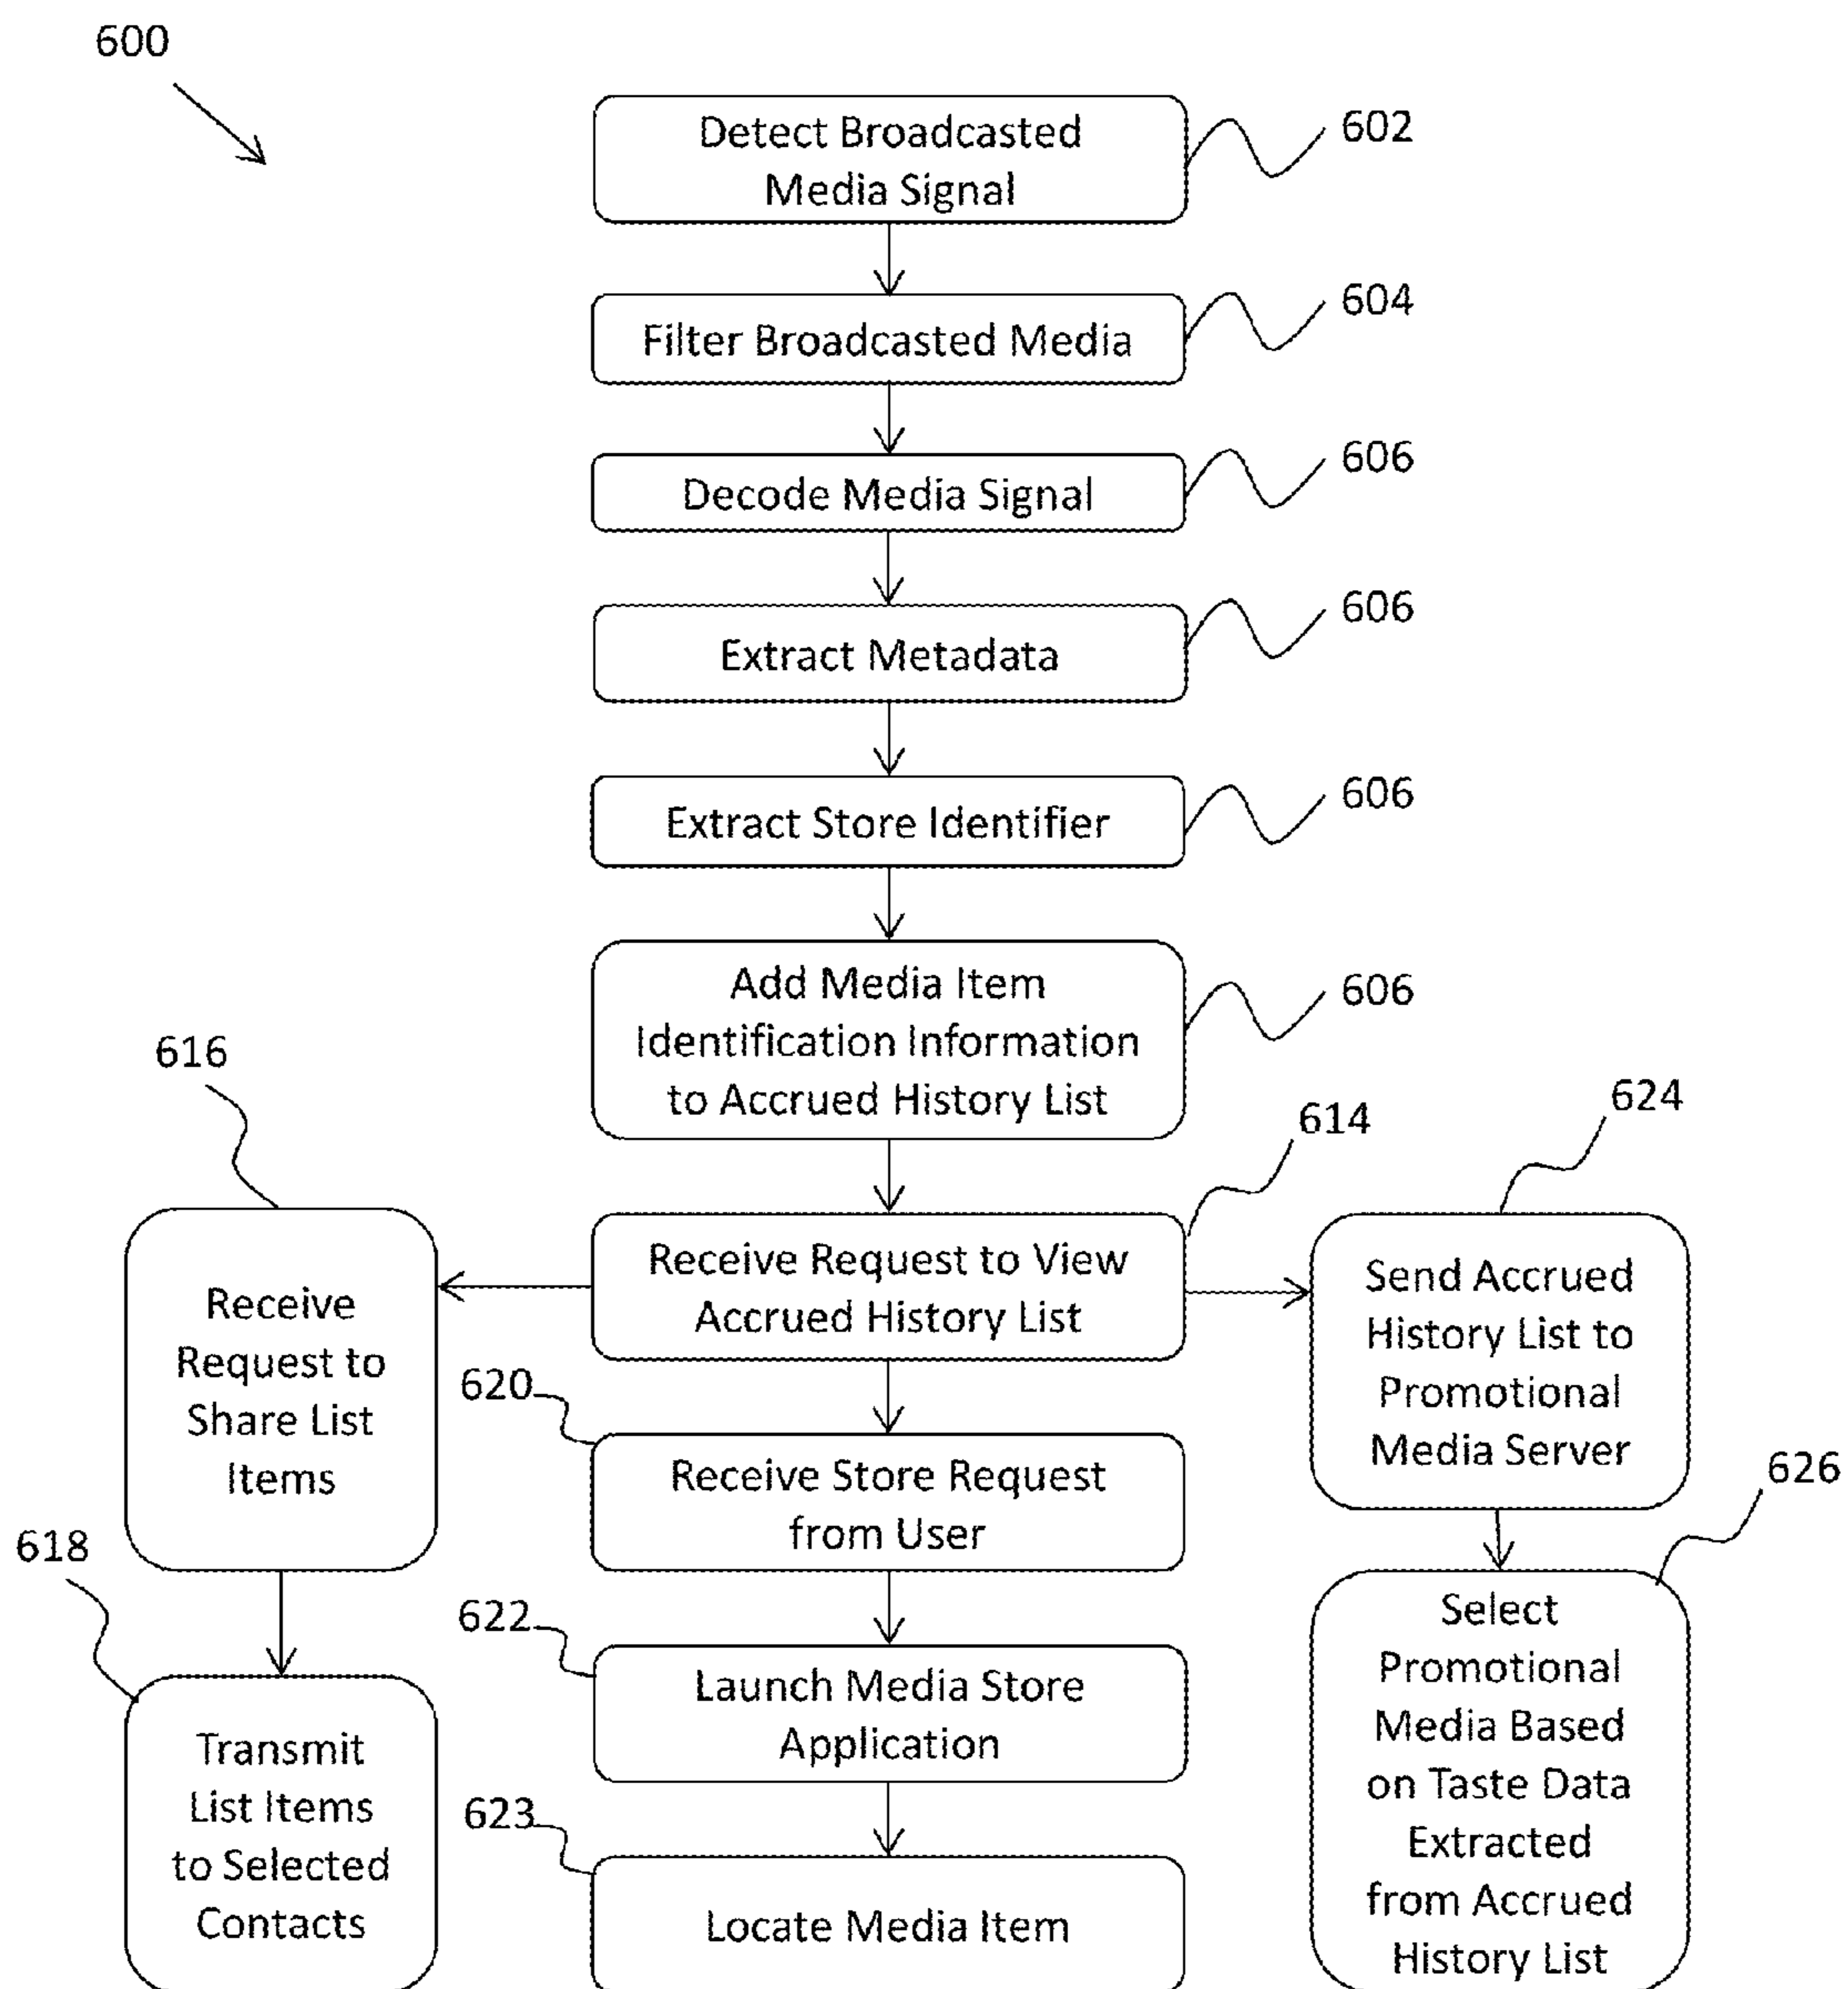 600
Detect Broadcasted
Media Signal
602
Filter Broadcasted Media
604
Decode Media Signal
606
Extract Metadata
606
Extract Store Identifier
606
Add Media Item
Identification Information
to Accrued History List
606
Receive Request to View
Accrued History List
614
616
Receive
Request to
Share List
Items
618
Transmit
List Items
to Selected
Contacts
620
Receive Store Request
from User
622
Launch Media Store
Application
623
Locate Media Item
624
Send Accrued
History List to
Promotional
Media Server
626
Select
Promotional
Media Based
on Taste Data
Extracted
from Accrued
History List